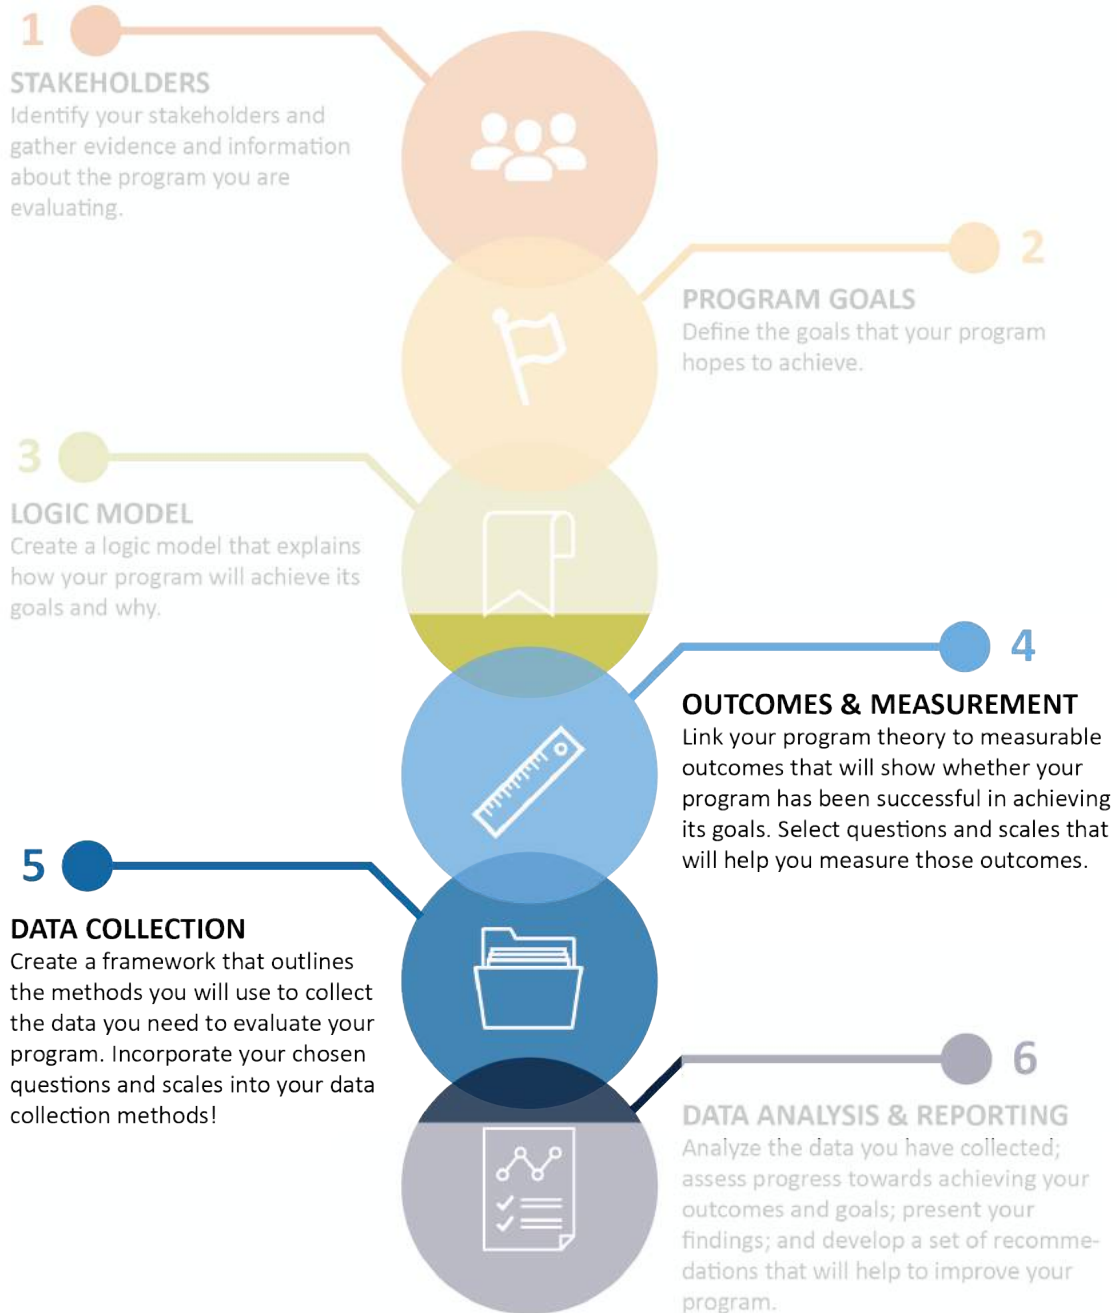 1
STAKEHOLDERS
Identify your stakeholders and
gather evidence and information
about the program you are
evaluating.
2
PROGRAM GOALS
Define the goals that your program
hopes to achieve.
3
LOGIC MODEL
Create a logic model that explains
how your program will achieve its
goals and why.
4
OUTCOMES & MEASUREMENT
Link your program theory to measurable
outcomes that will show whether your
program has been successful in achieving
its goals. Select questions and scales that
will help you measure those outcomes.
5
DATA COLLECTION
Create a framework that outlines
the methods you will use to collect
the data you need to evaluate your
program. Incorporate your chosen
questions and scales into your data
collection methods!
6
DATA ANALYSIS & REPORTING
Analyze the data you have collected;
assess progress towards achieving your
outcomes and goals; present your
findings; and develop a set of recomme-
dations that will help to improve your
program.